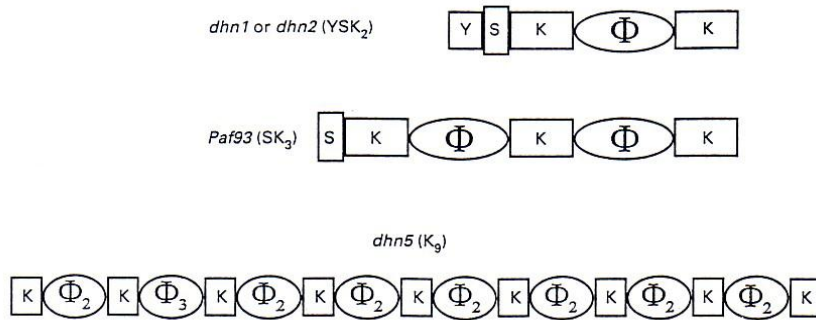 dhn1 or dhn2 (YSK₂) Y S K Φ K
Paf93 (SK₃) S K Φ K Φ K
dhn5 (K₉)
K Φ₂ K Φ₃ K Φ₂ K Φ₂ K Φ₂ K Φ₂ K Φ₂ K Φ₂ K